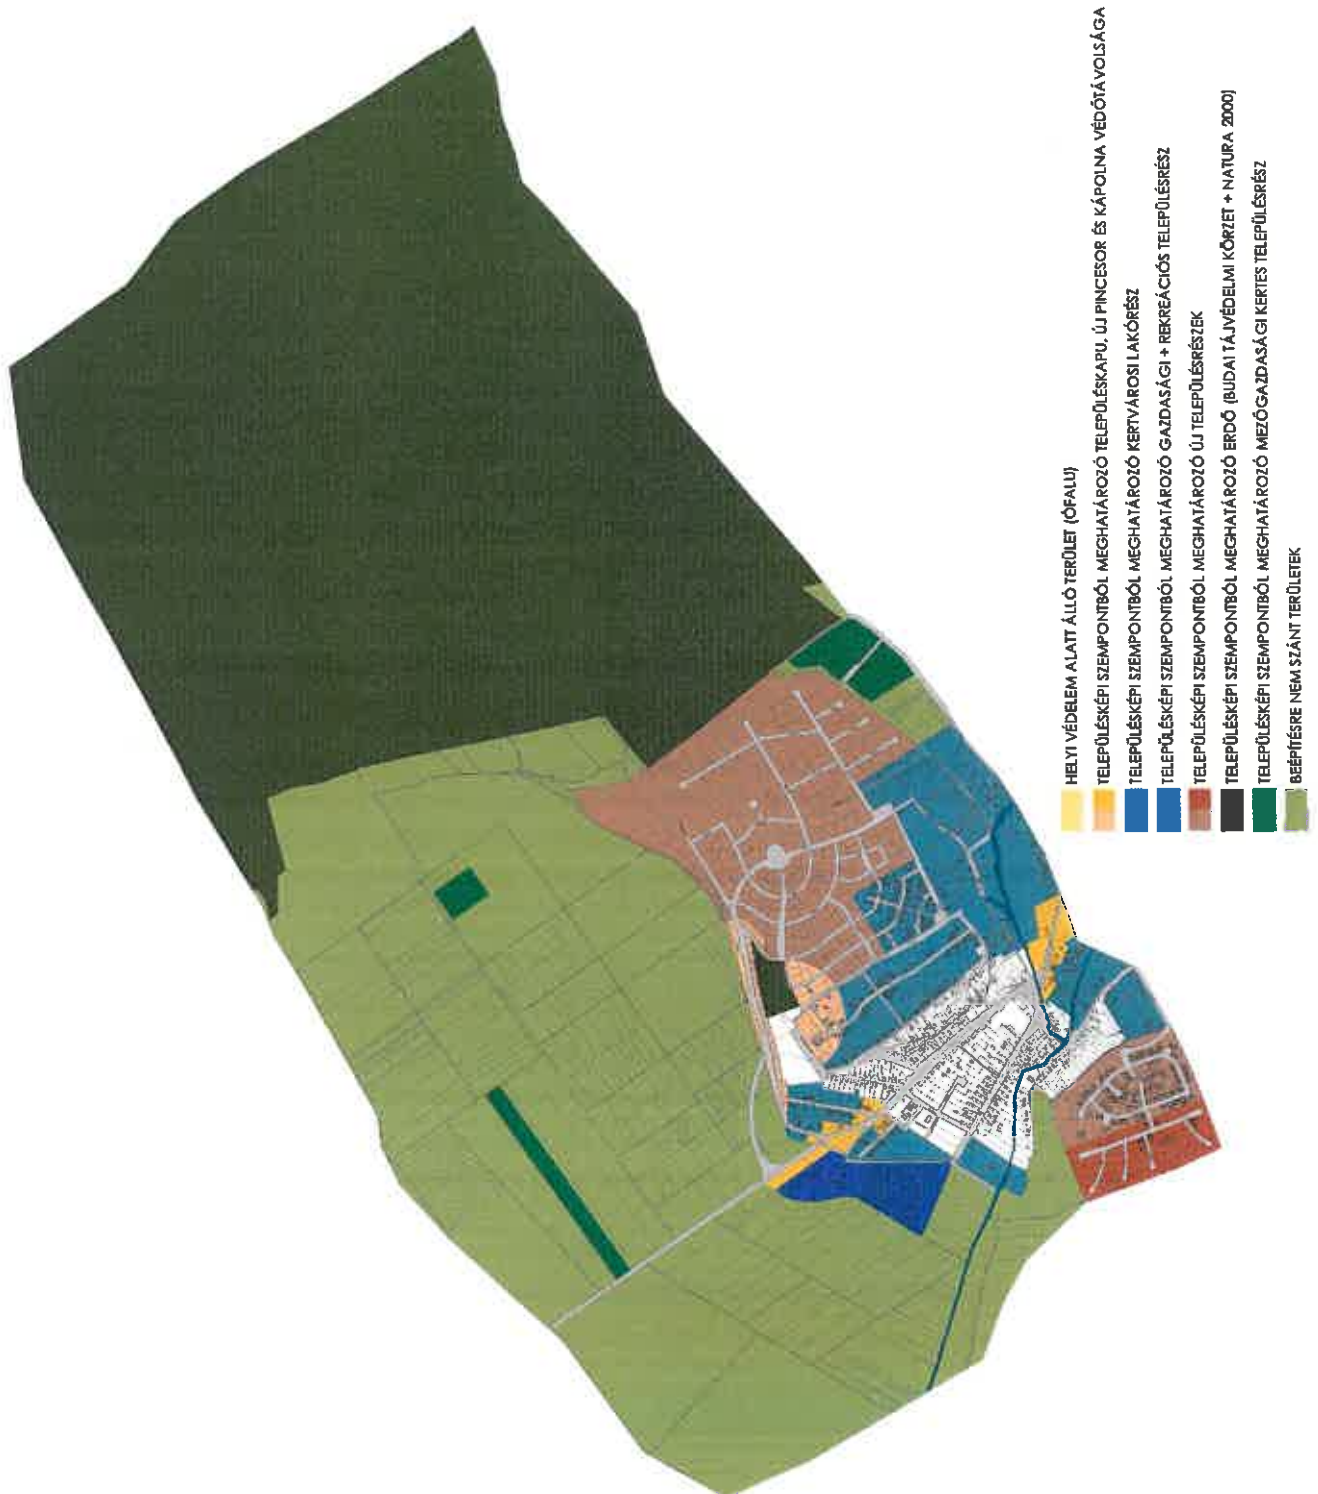 HELYI VÉDELEM ALATT ÁLLÓ TERÜLET (ÓFALU)
TELEPÜLÉSKÉPI SZEMPONTBÓL MEGHATÁROZÓ TELEPÜLÉSKAPU, ÚJ PINCESOR ÉS KÁPOLNA VÉDŐTÁVOLSÁGA
TELEPÜLÉSKÉPI SZEMPONTBÓL MEGHATÁROZÓ KERTVÁROSI LAKÓRÉSZ
TELEPÜLÉSKÉPI SZEMPONTBÓL MEGHATÁROZÓ GAZDASÁGI + REKREÁCIÓS TELEPÜLÉSRÉSZ
TELEPÜLÉSKÉPI SZEMPONTBÓL MEGHATÁROZÓ ÚJ TELEPÜLÉSRÉSZEK
TELEPÜLÉSKÉPI SZEMPONTBÓL MEGHATÁROZÓ ERDŐ (BUDAI TÁJVÉDELMI KÖRZET + NATURA 2000)
TELEPÜLÉSKÉPI SZEMPONTBÓL MEGHATÁROZÓ MEZŐGAZDASÁGI KERTES TELEPÜLÉSRÉSZ
BEÉPÍTÉSRE NEM SZÁNT TERÜLETEK